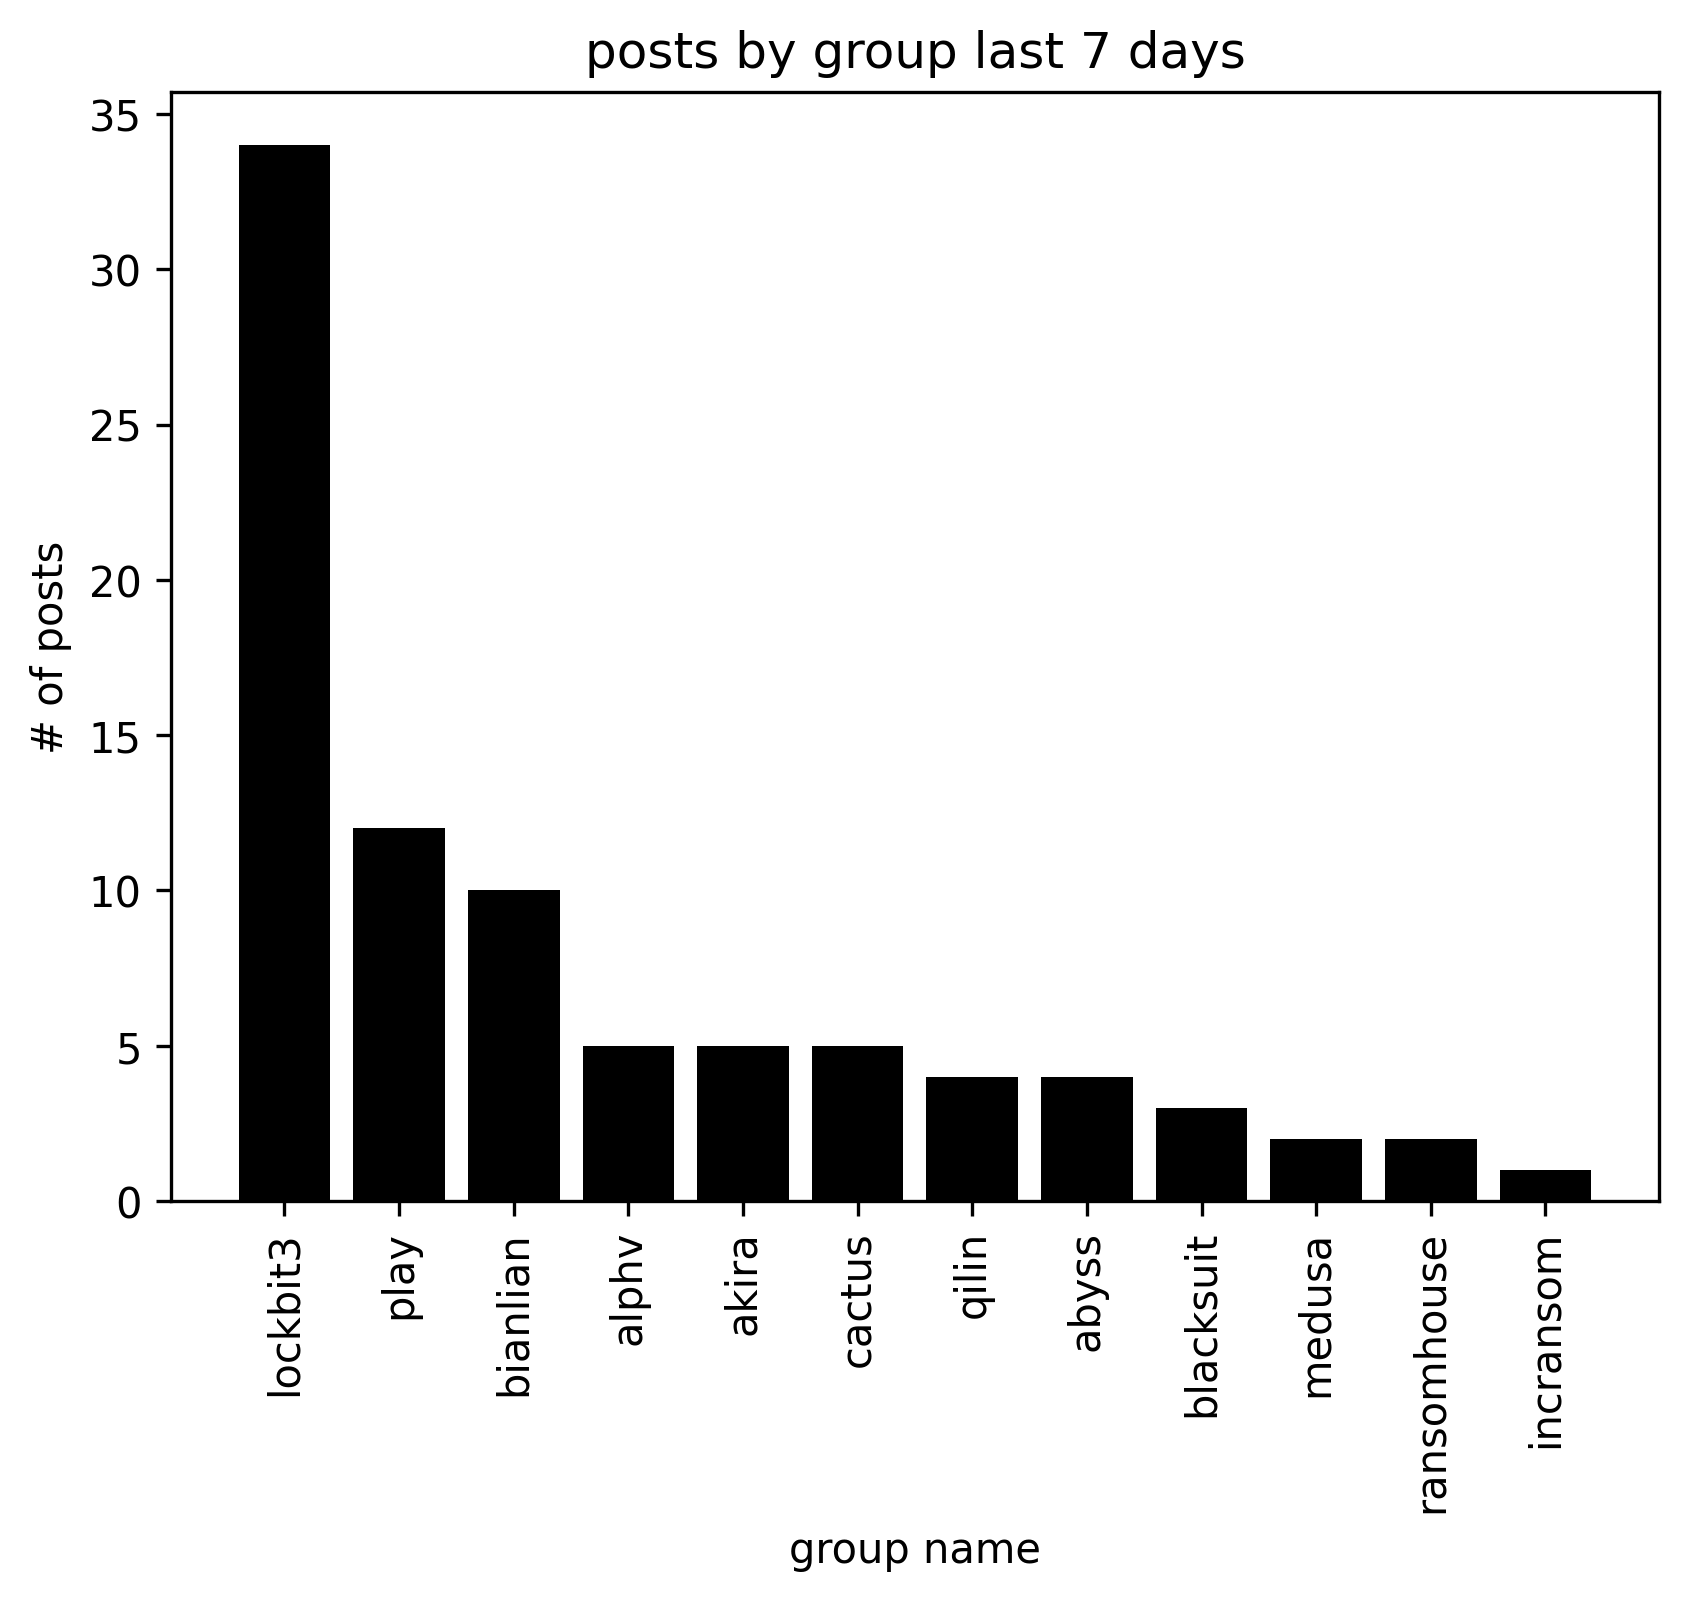 posts by group last 7 days
35
30
25
20
15
10
5
0
# of posts
lockbit3
play
bianlian
alphv
akira
cactus
qilin
abyss
blacksuit
medusa
ransomhouse
incransom
group name